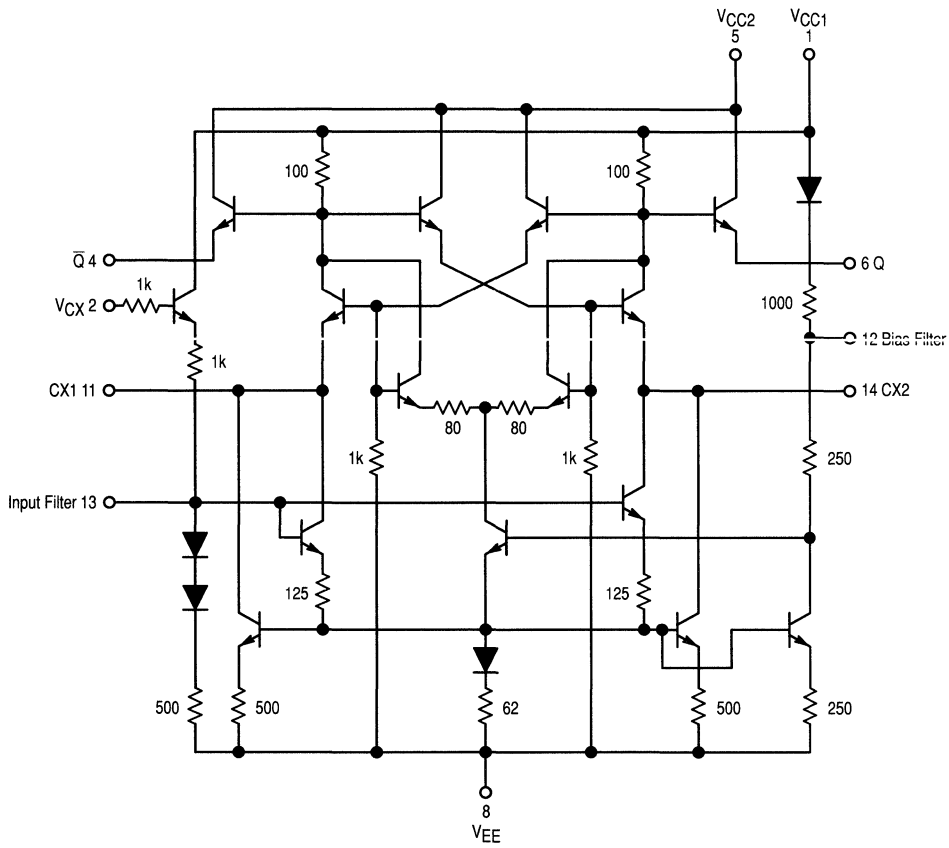 VCC2
5
VCC1
1
100
100
Q̅ 4
6 Q
1k
VCX 2
1000
12 Bias Filter
1k
CX1 11
14 CX2
80
80
1k
1k
250
Input Filter 13
125
125
500
500
62
500
250
8
VEE